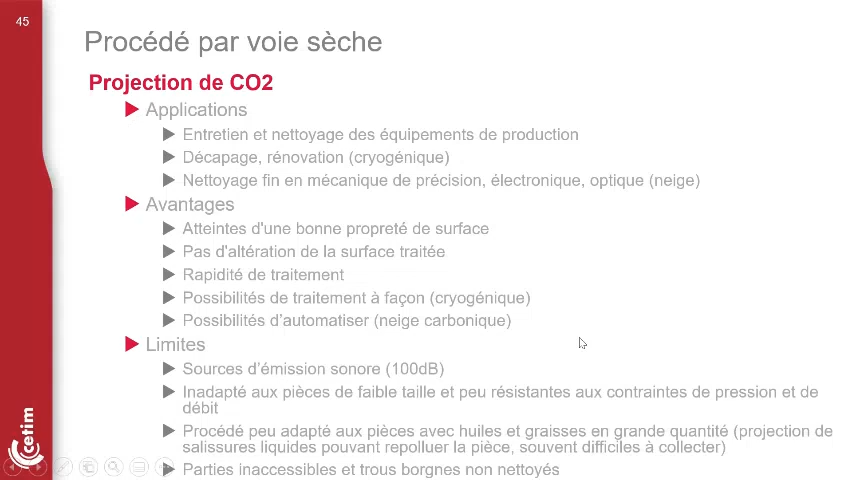 45
Procédé par voie sèche
Projection de CO2
Applications
Entretien et nettoyage des équipements de production
Décapage, rénovation (cryogénique)
Nettoyage fin en mécanique de précision, électronique, optique (neige)
Avantages
Atteintes d'une bonne propreté de surface
Pas d'altération de la surface traitée
Rapidité de traitement
Possibilités de traitement à façon (cryogénique)
Possibilités d'automatiser (neige carbonique)
Limites
Sources d'émission sonore (100dB)
Inadapté aux pièces de faible taille et peu résistantes aux contraintes de pression et de
débit
Procédé peu adapté aux pièces avec huiles et graisses en grande quantité (projection de
salissures liquides pouvant repolluer la pièce, souvent difficiles à collecter)
Parties inaccessibles et trous borgnes non nettoyés
cetim